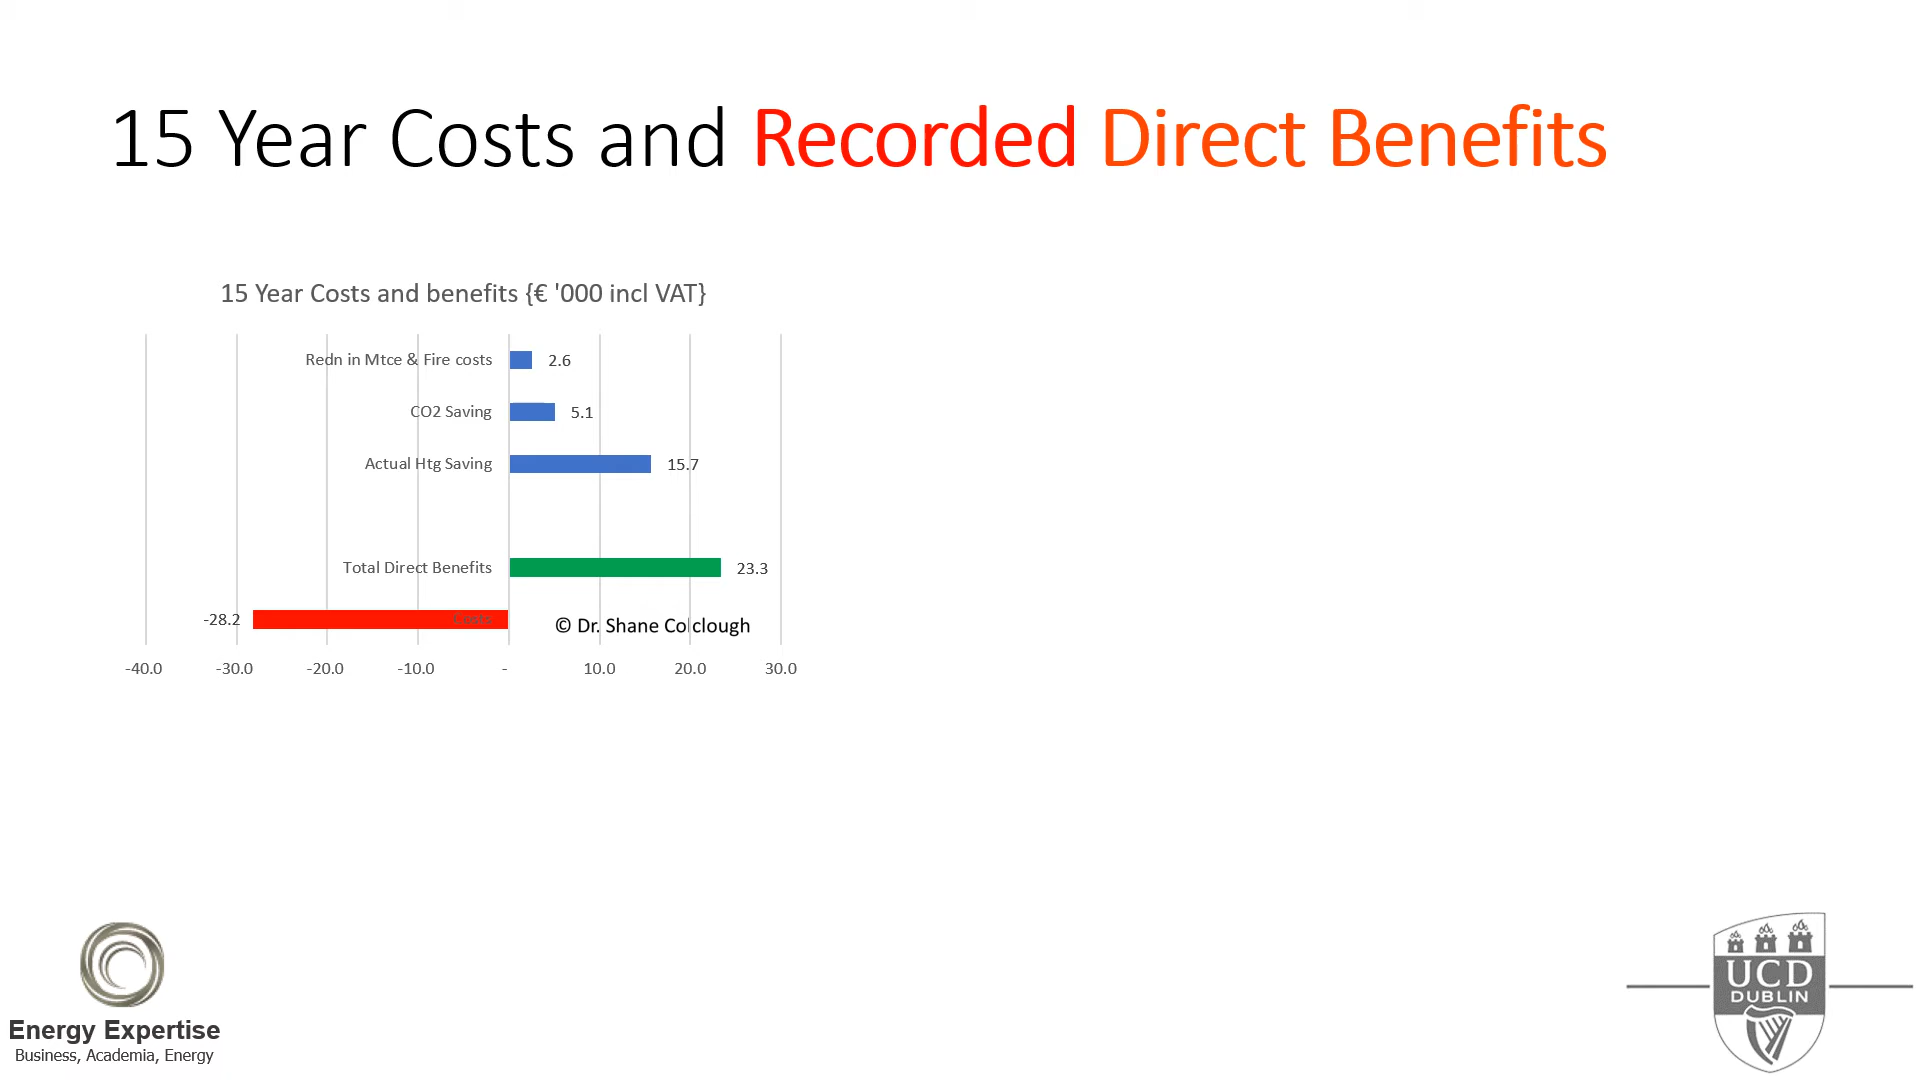 15 Year Costs and Recorded Direct Benefits
15 Year Costs and benefits {€ '000 incl VAT}
Redn in Mtce & Fire costs 2.6
CO2 Saving 5.1
Actual Htg Saving 15.7
Total Direct Benefits 23.3
-28.2 Costs
© Dr. Shane Colclough
-40.0 -30.0 -20.0 -10.0 - 10.0 20.0 30.0
Energy Expertise
Business, Academia, Energy
UCD
DUBLIN